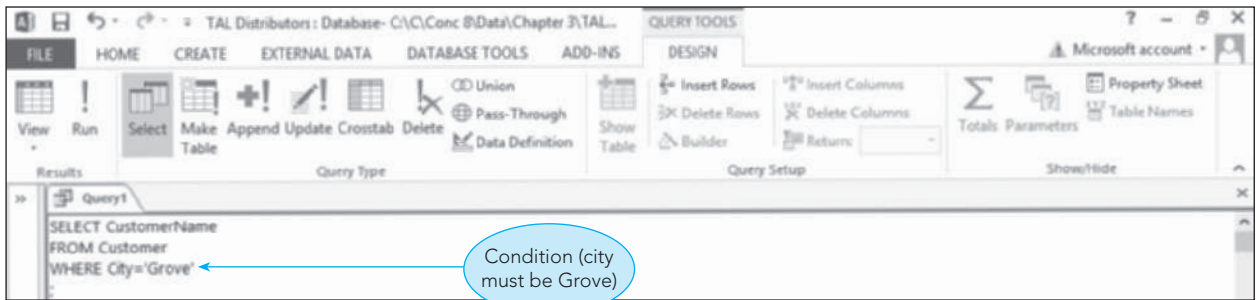 TAL Distributors : Database- C:\C\Conc 8\Data\Chapter 3\TAL...
QUERY TOOLS
? – X
FILE HOME CREATE EXTERNAL DATA DATABASE TOOLS ADD-INS DESIGN
Microsoft account
View
Run
Select
Make Table
Append
Update
Crosstab
Delete
Union
Pass-Through
Data Definition
Show Table
Insert Rows
Delete Rows
Builder
Insert Columns
Delete Columns
Return:
Totals
Parameters
Property Sheet
Table Names
Results
Query Type
Query Setup
Show/Hide
Query1
SELECT CustomerName
FROM Customer
WHERE City='Grove'
;
Condition (city
must be Grove)